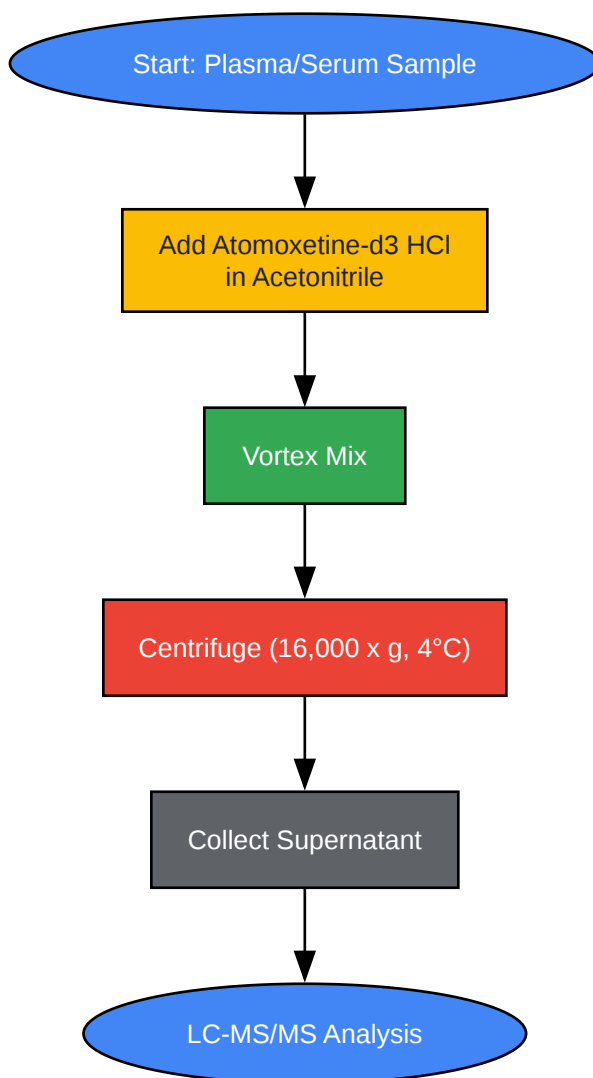 Start: Plasma/Serum Sample
Add Atomoxetine-d3 HCl
in Acetonitrile
Vortex Mix
Centrifuge (16,000 x g, 4°C)
Collect Supernatant
LC-MS/MS Analysis